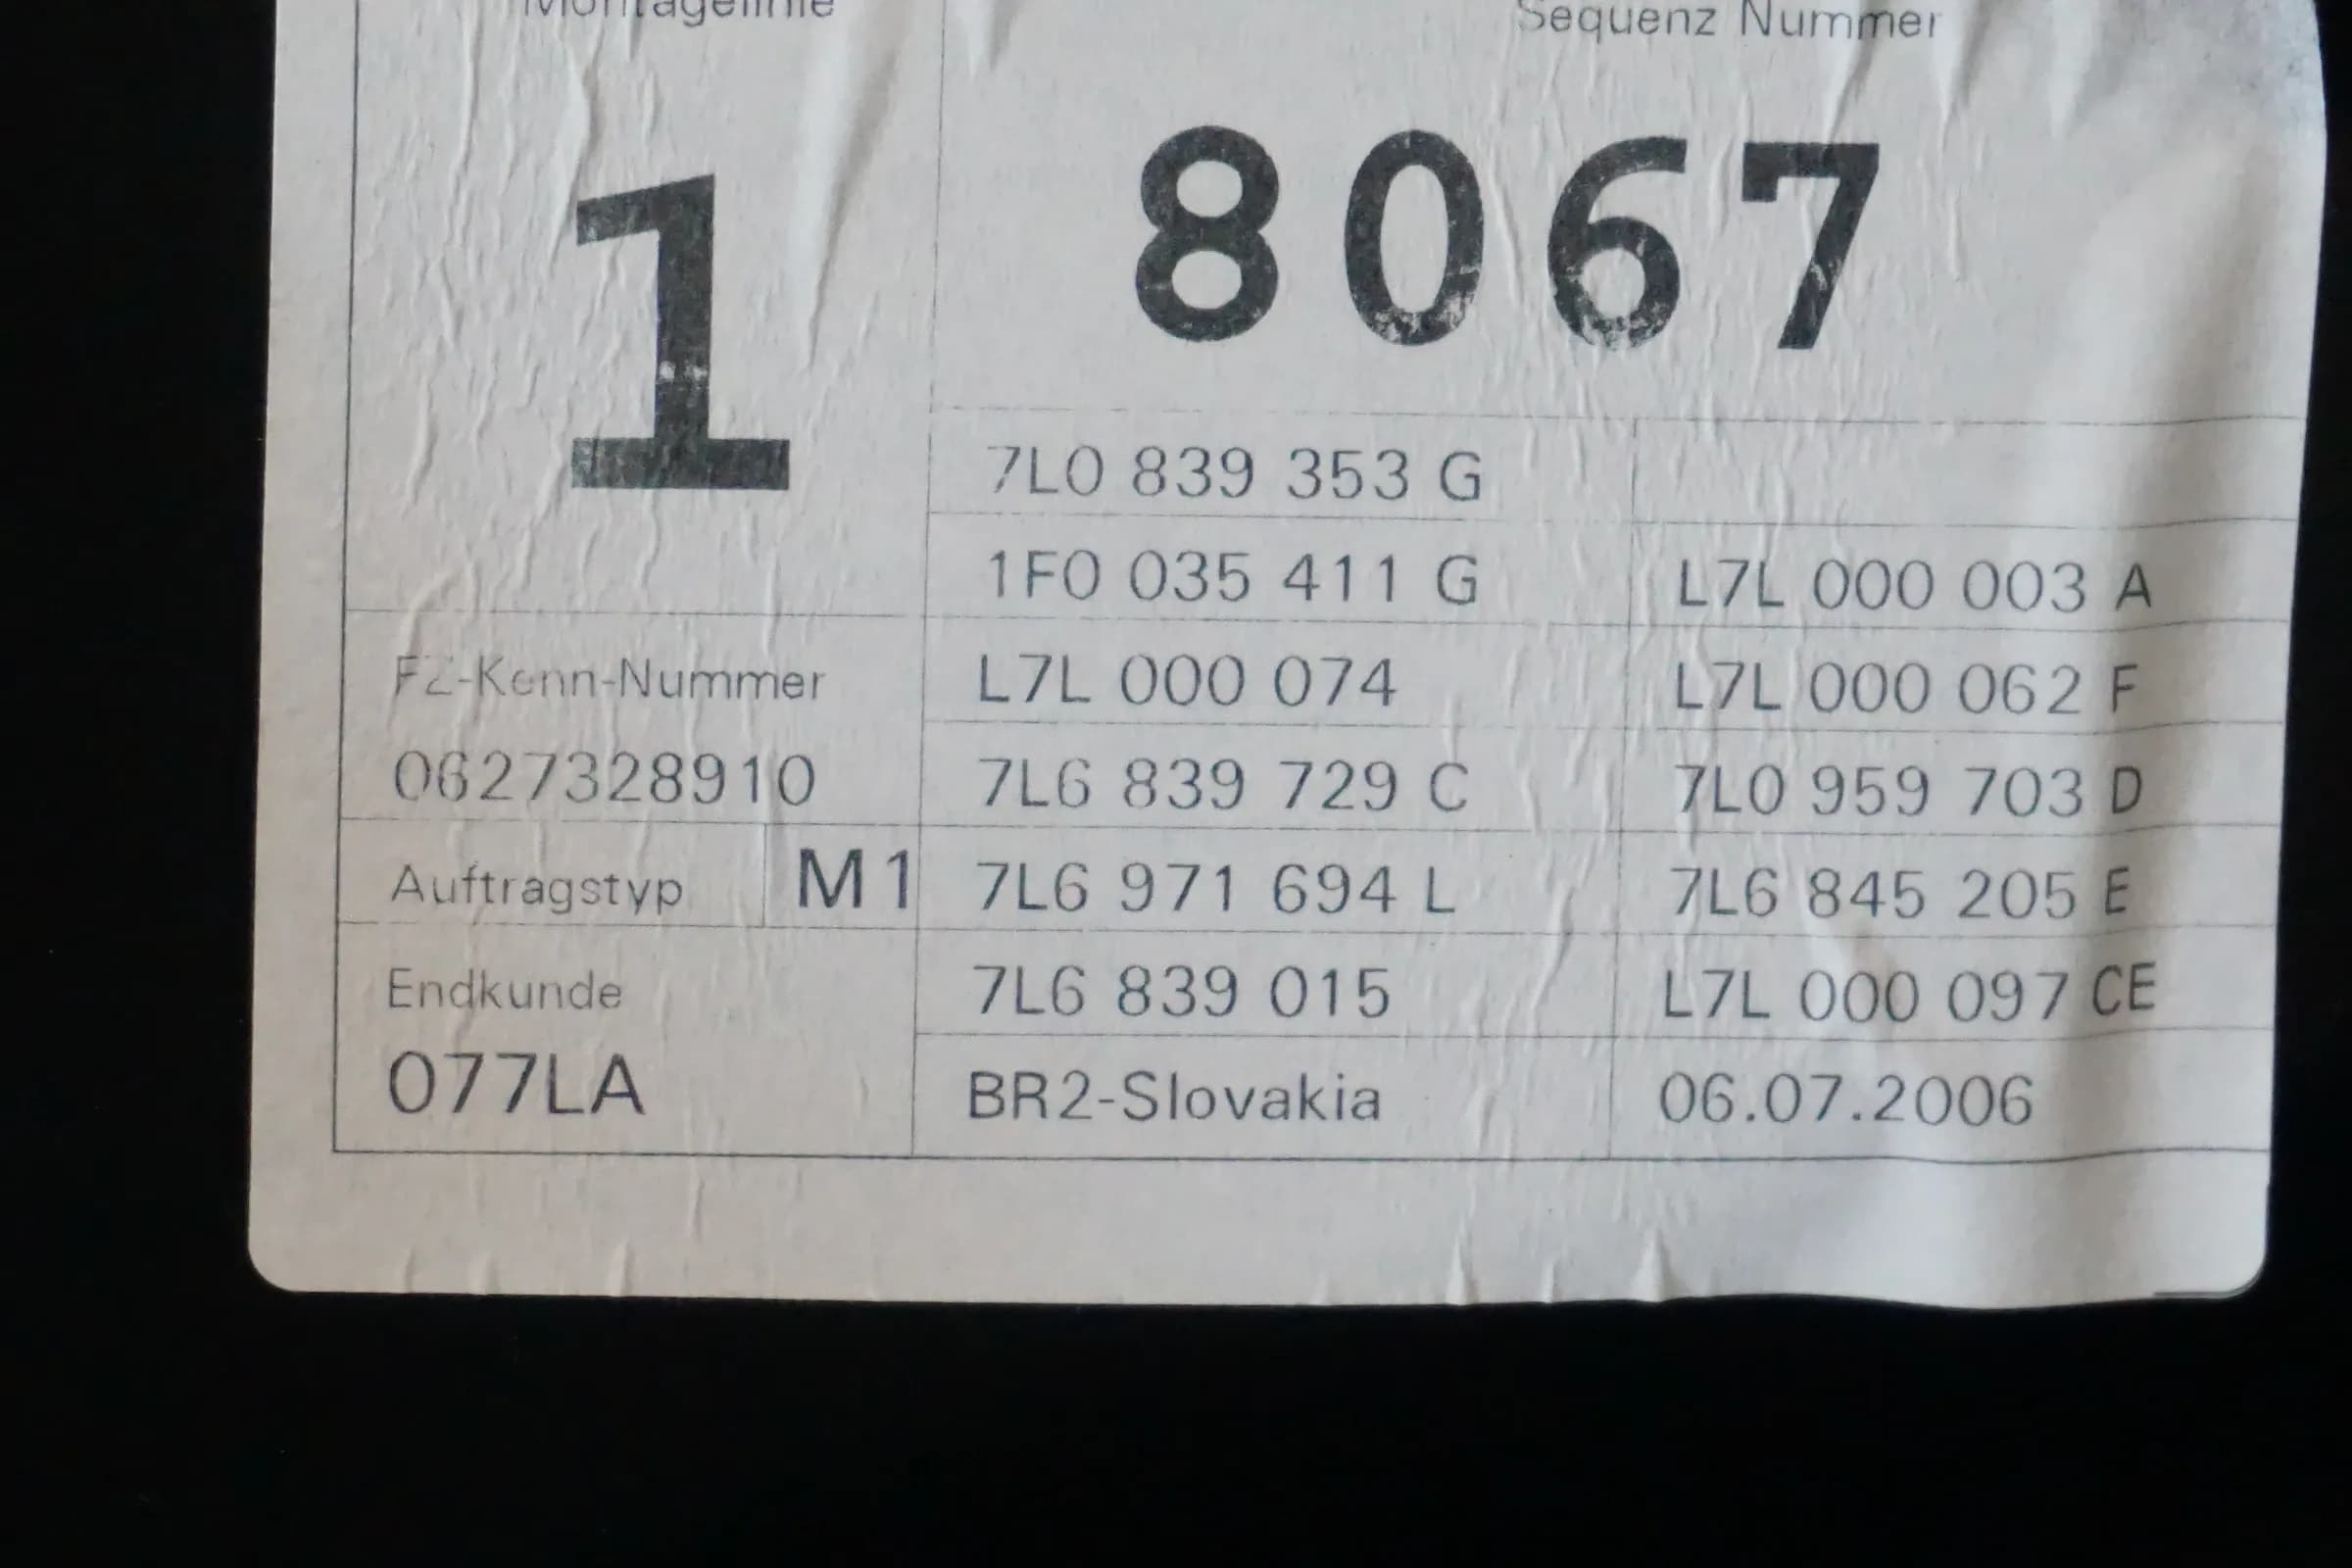 Montagelinie Sequenz Nummer
1 8067
7L0 839 353 G
1F0 035 411 G L7L 000 003 A
FZ-Kenn-Nummer L7L 000 074 L7L 000 062 F
0627328910 7L6 839 729 C 7L0 959 703 D
Auftragstyp M1 7L6 971 694 L 7L6 845 205 E
Endkunde 7L6 839 015 L7L 000 097 CE
077LA BR2-Slovakia 06.07.2006